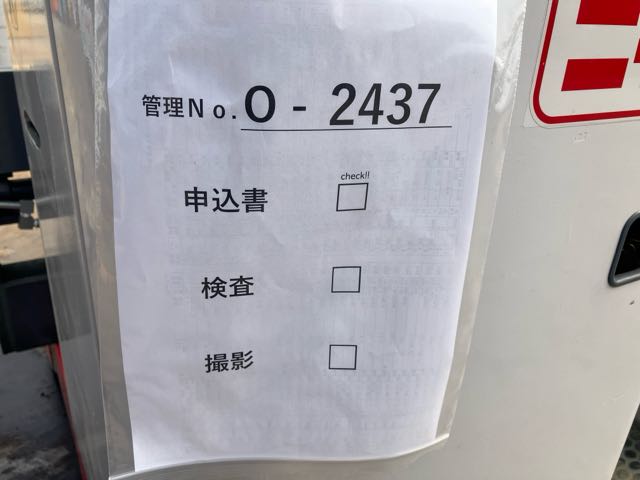 管理No. O - 2437
check!!
申込書 □
検査 □
撮影 □